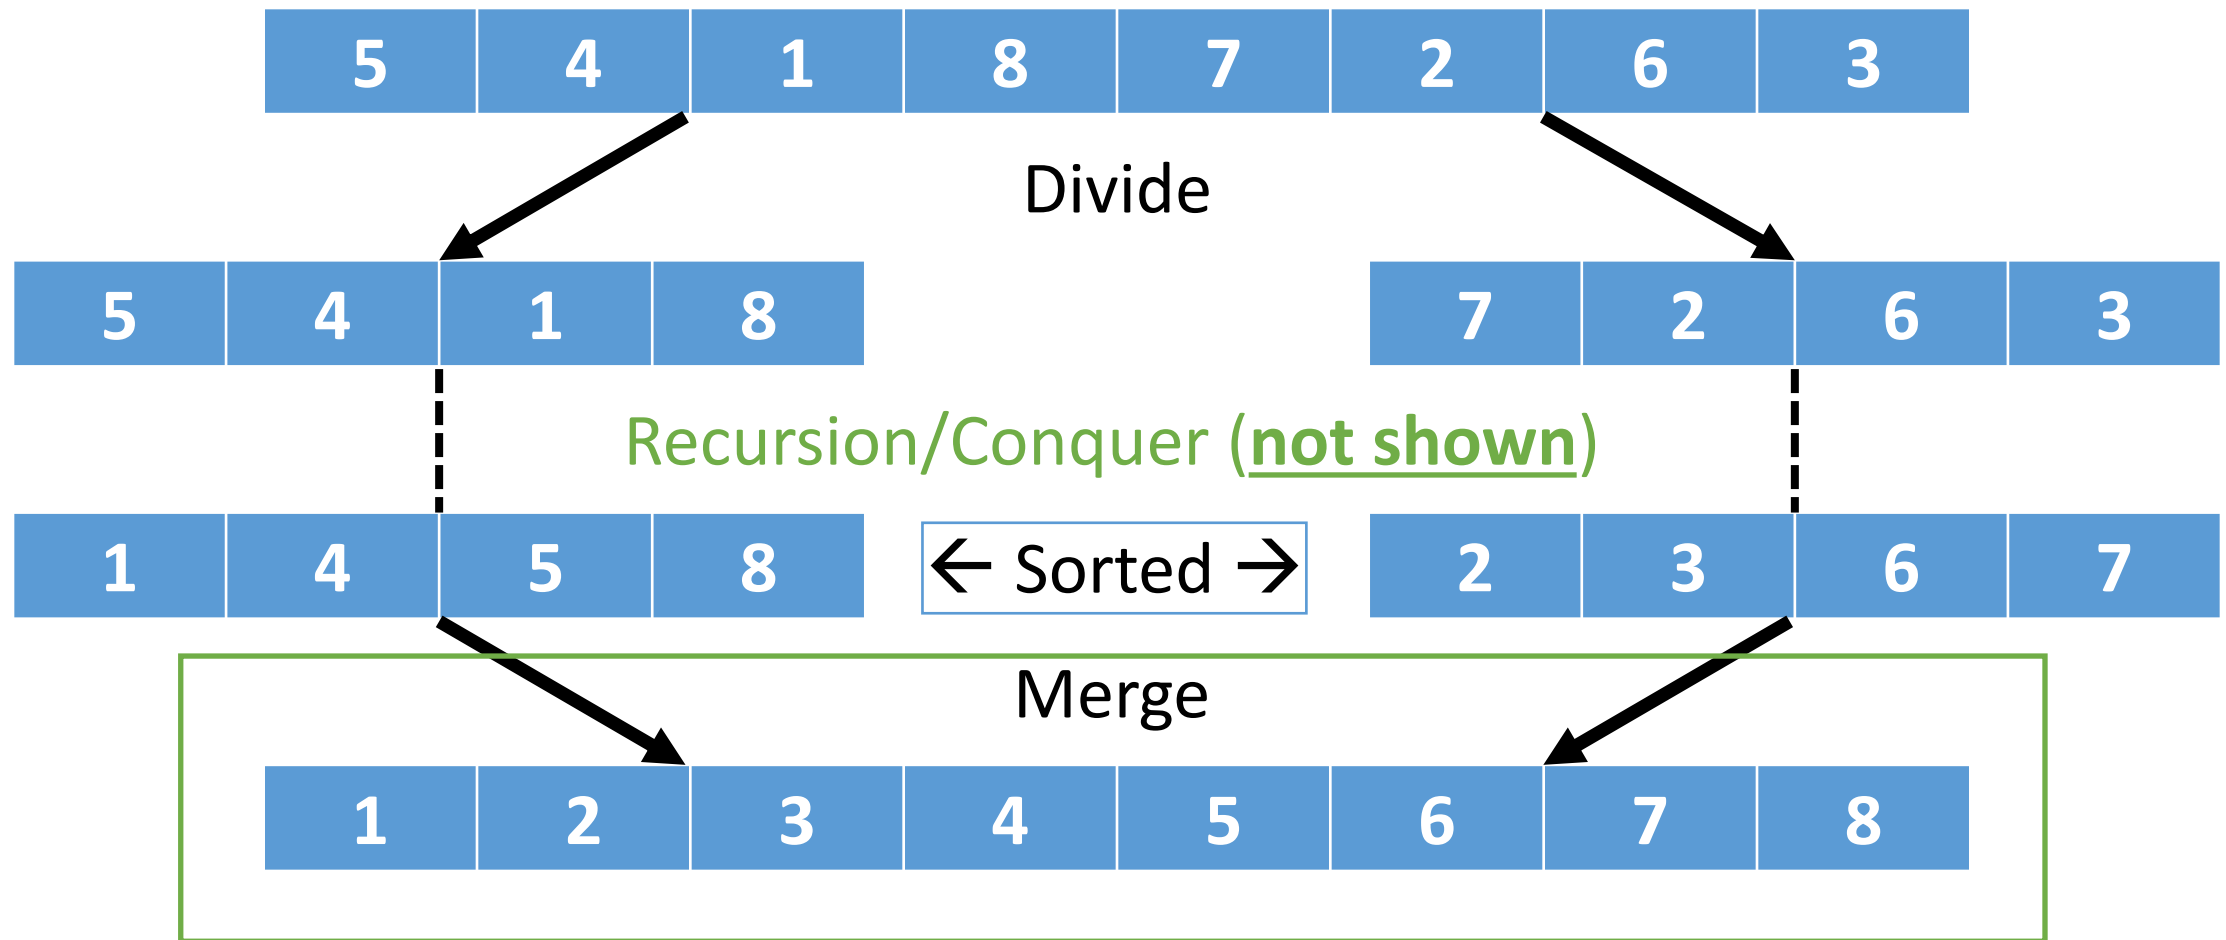 5 4 1 8 7 2 6 3
Divide
5 4 1 8 7 2 6 3
Recursion/Conquer (not shown)
1 4 5 8 ← Sorted → 2 3 6 7
Merge
1 2 3 4 5 6 7 8